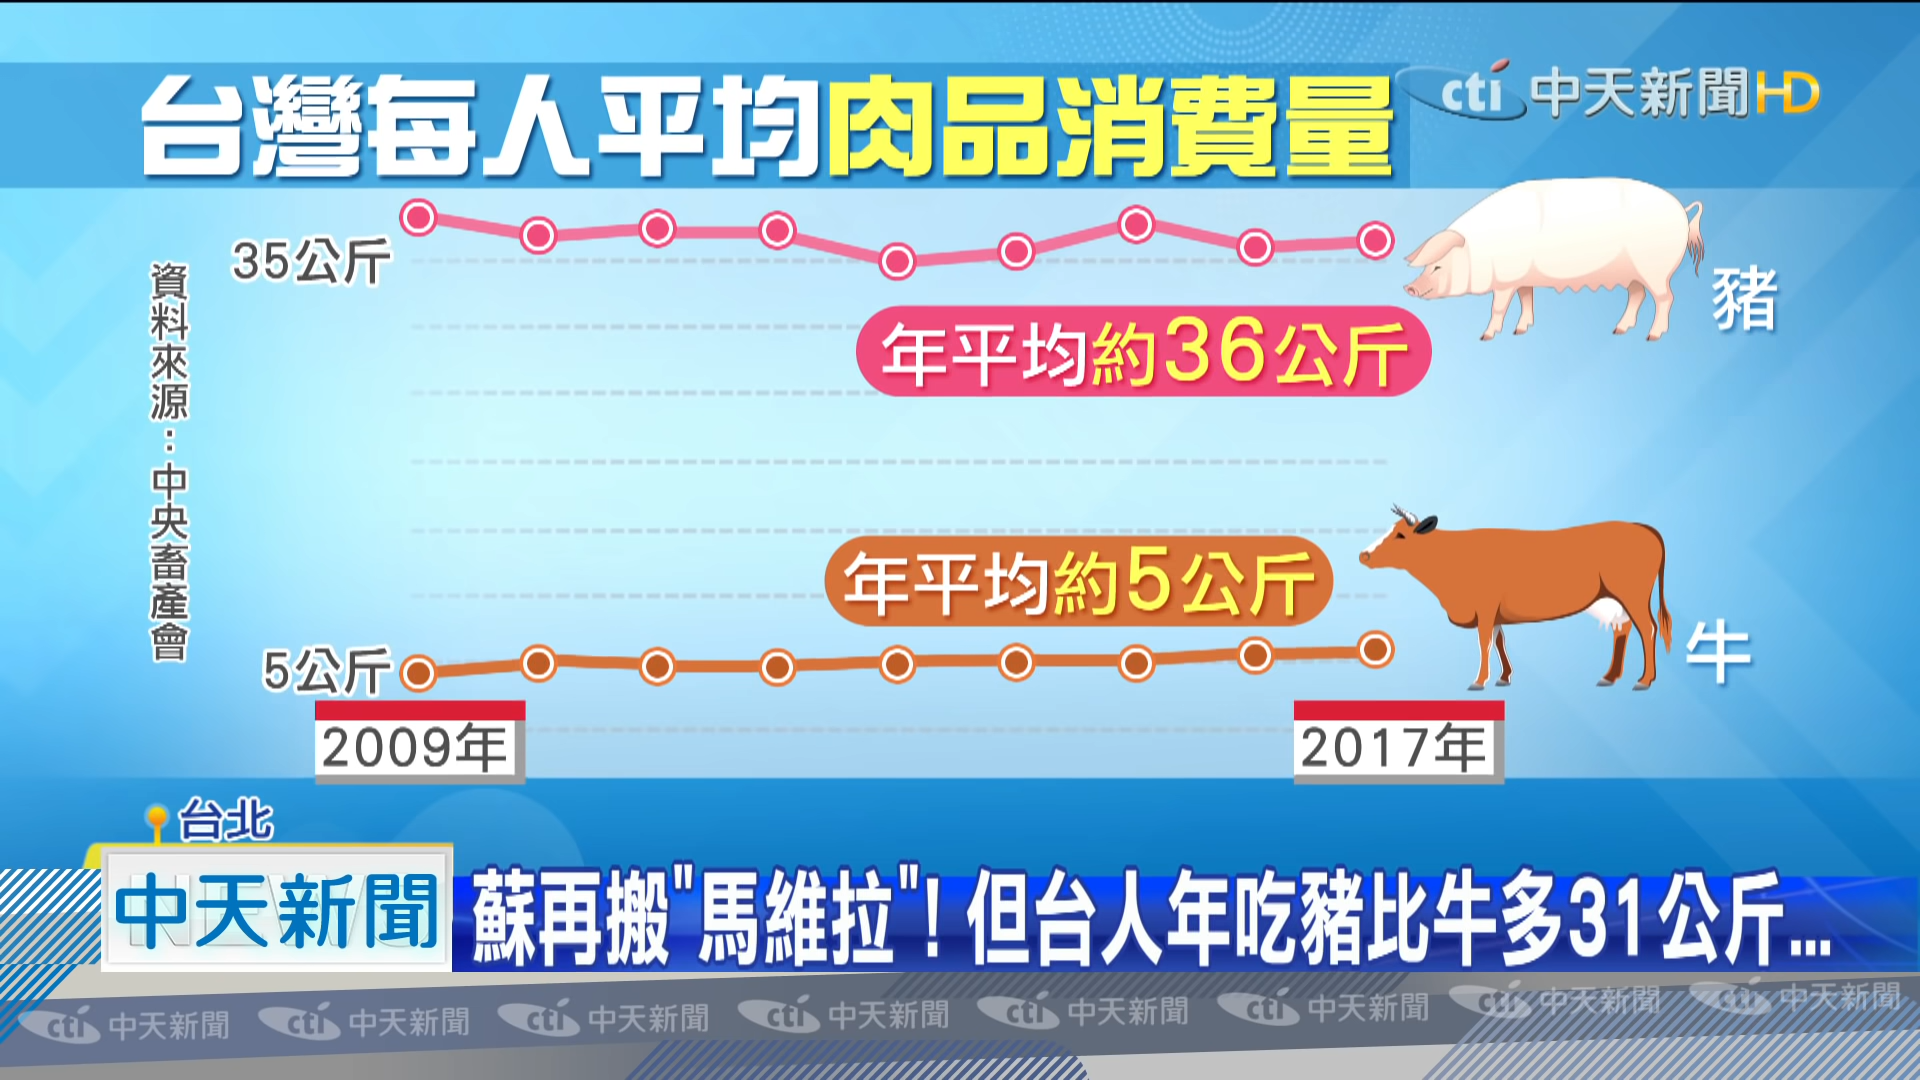 台灣每人平均肉品消費量
cti 中天新聞HD
35公斤
資料來源：中央畜產會
豬
年平均約36公斤
年平均約5公斤
牛
5公斤
2009年
2017年
台北
中天新聞
NEWS
蘇再搬"馬維拉"！但台人年吃豬比牛多31公斤...
cti 中天新聞 cti 中天新聞 cti 中天新聞 cti 中天新聞 cti 中天新聞 cti 中天新聞 cti 中天新聞 cti 中天新聞